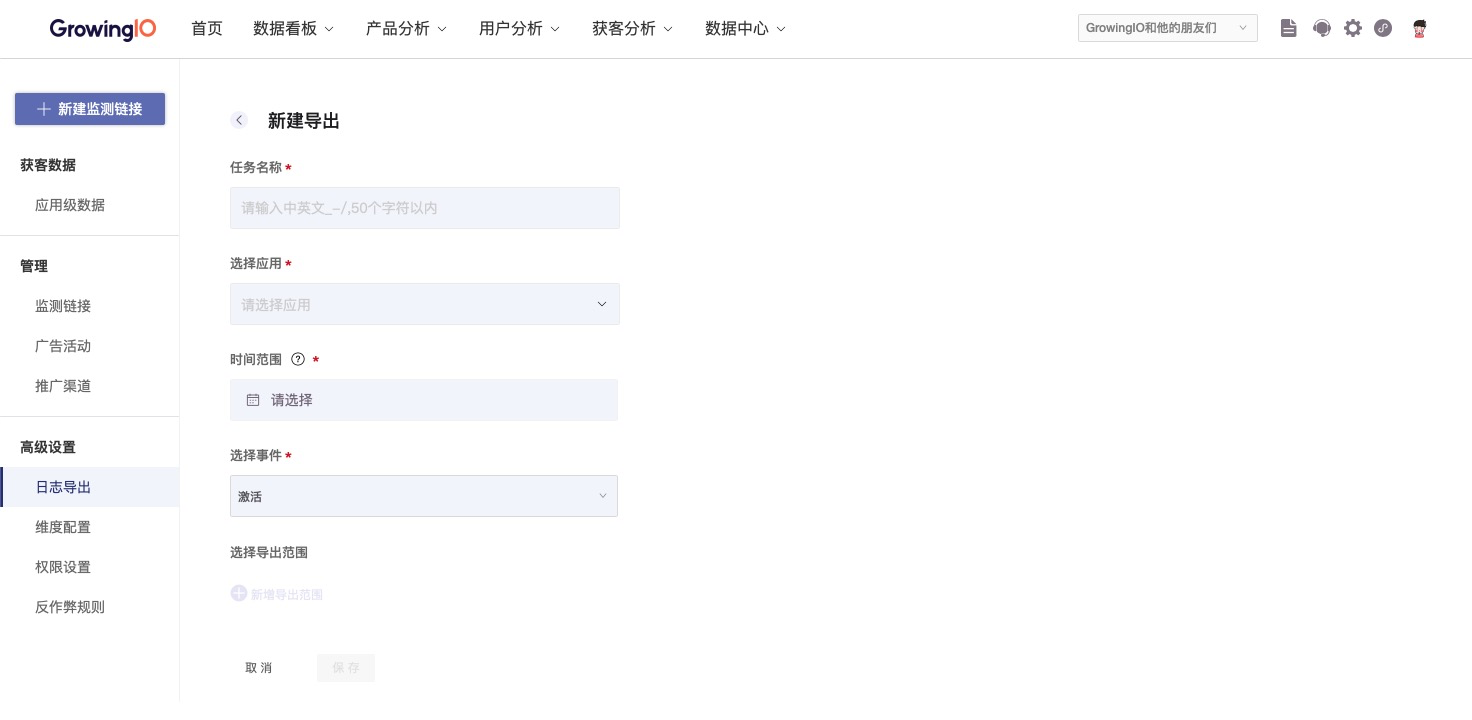 GrowingIO 首页 数据看板 产品分析 用户分析 获客分析 数据中心 GrowingIO和他的朋友们
新建监测链接
获客数据
应用级数据
管理
监测链接
广告活动
推广渠道
高级设置
日志导出
维度配置
权限设置
反作弊规则
新建导出
任务名称 *
请输入中英文_-/,50个字符以内
选择应用 *
请选择应用
时间范围 ? *
请选择
选择事件 *
激活
选择导出范围
新增导出范围
取 消 保 存